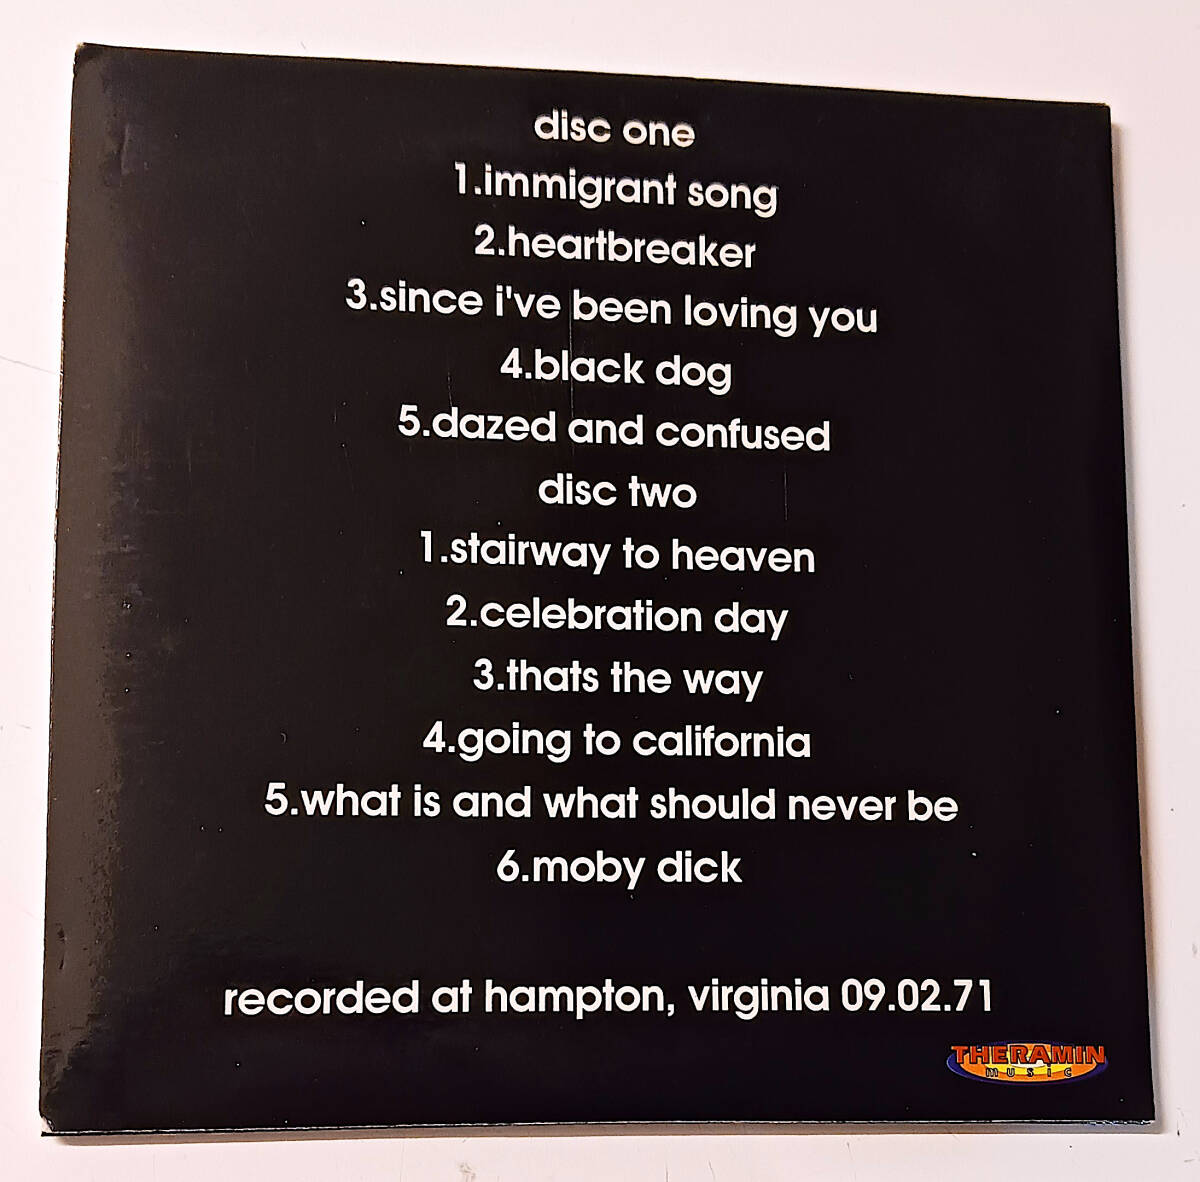 disc one
1.immigrant song
2.heartbreaker
3.since i've been loving you
4.black dog
5.dazed and confused
disc two
1.stairway to heaven
2.celebration day
3.thats the way
4.going to california
5.what is and what should never be
6.moby dick
recorded at hampton, virginia 09.02.71
THERAMIN
music